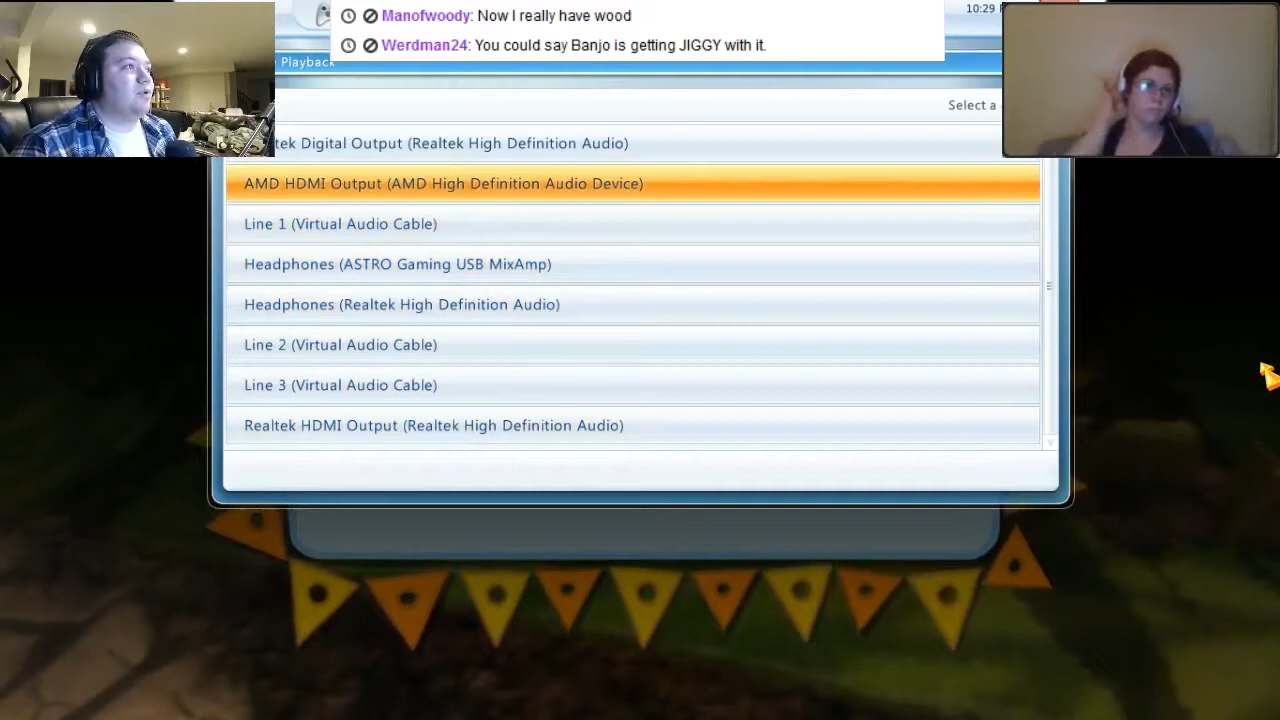 Manofwoody: Now I really have wood
10:29
Werdman24: You could say Banjo is getting JIGGY with it.
Playback
Select a
Digital Output (Realtek High Definition Audio)
AMD HDMI Output (AMD High Definition Audio Device)
Line 1 (Virtual Audio Cable)
Headphones (ASTRO Gaming USB MixAmp)
Headphones (Realtek High Definition Audio)
Line 2 (Virtual Audio Cable)
Line 3 (Virtual Audio Cable)
Realtek HDMI Output (Realtek High Definition Audio)